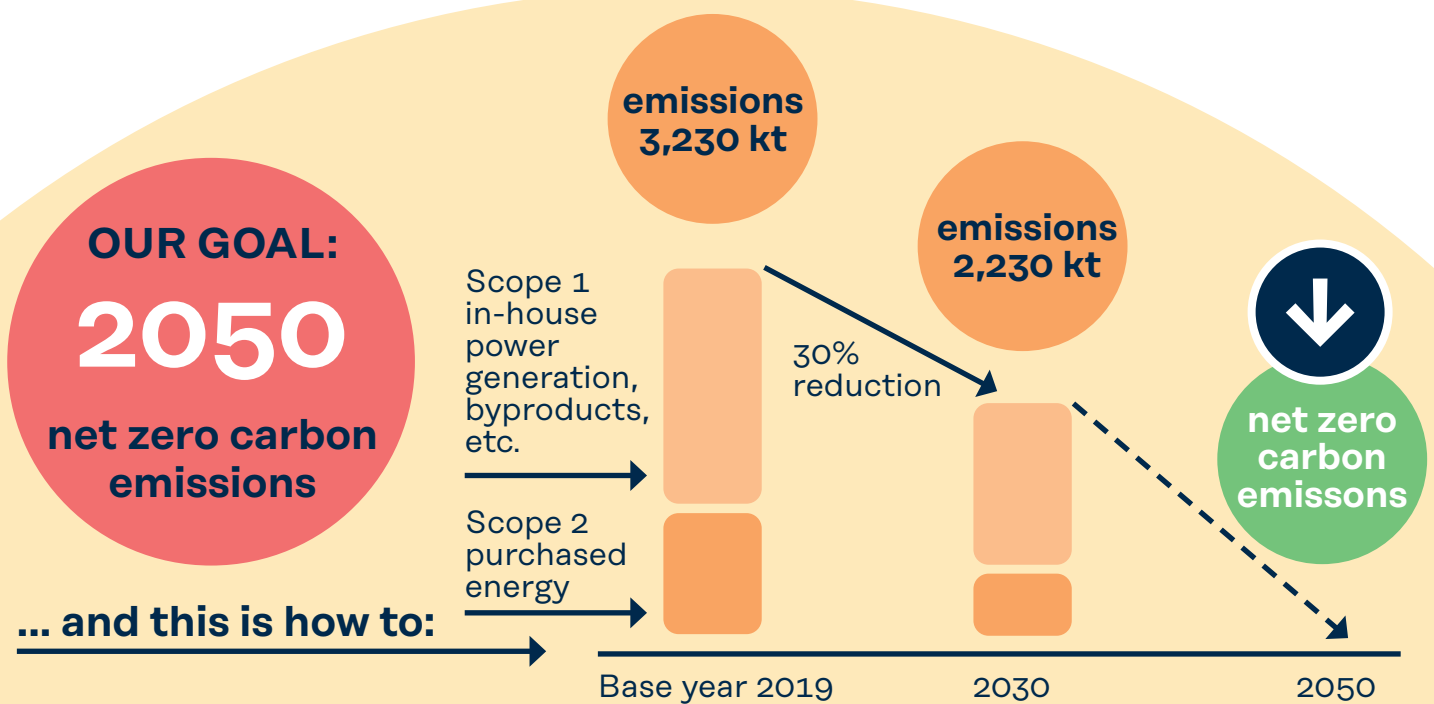 OUR GOAL:
2050
net zero carbon
emissions
... and this is how to:
Scope 1
in-house
power
generation,
byproducts,
etc.
Scope 2
purchased
energy
emissions
3,230 kt
30%
reduction
emissions
2,230 kt
net zero
carbon
emissons
Base year 2019
2030
2050